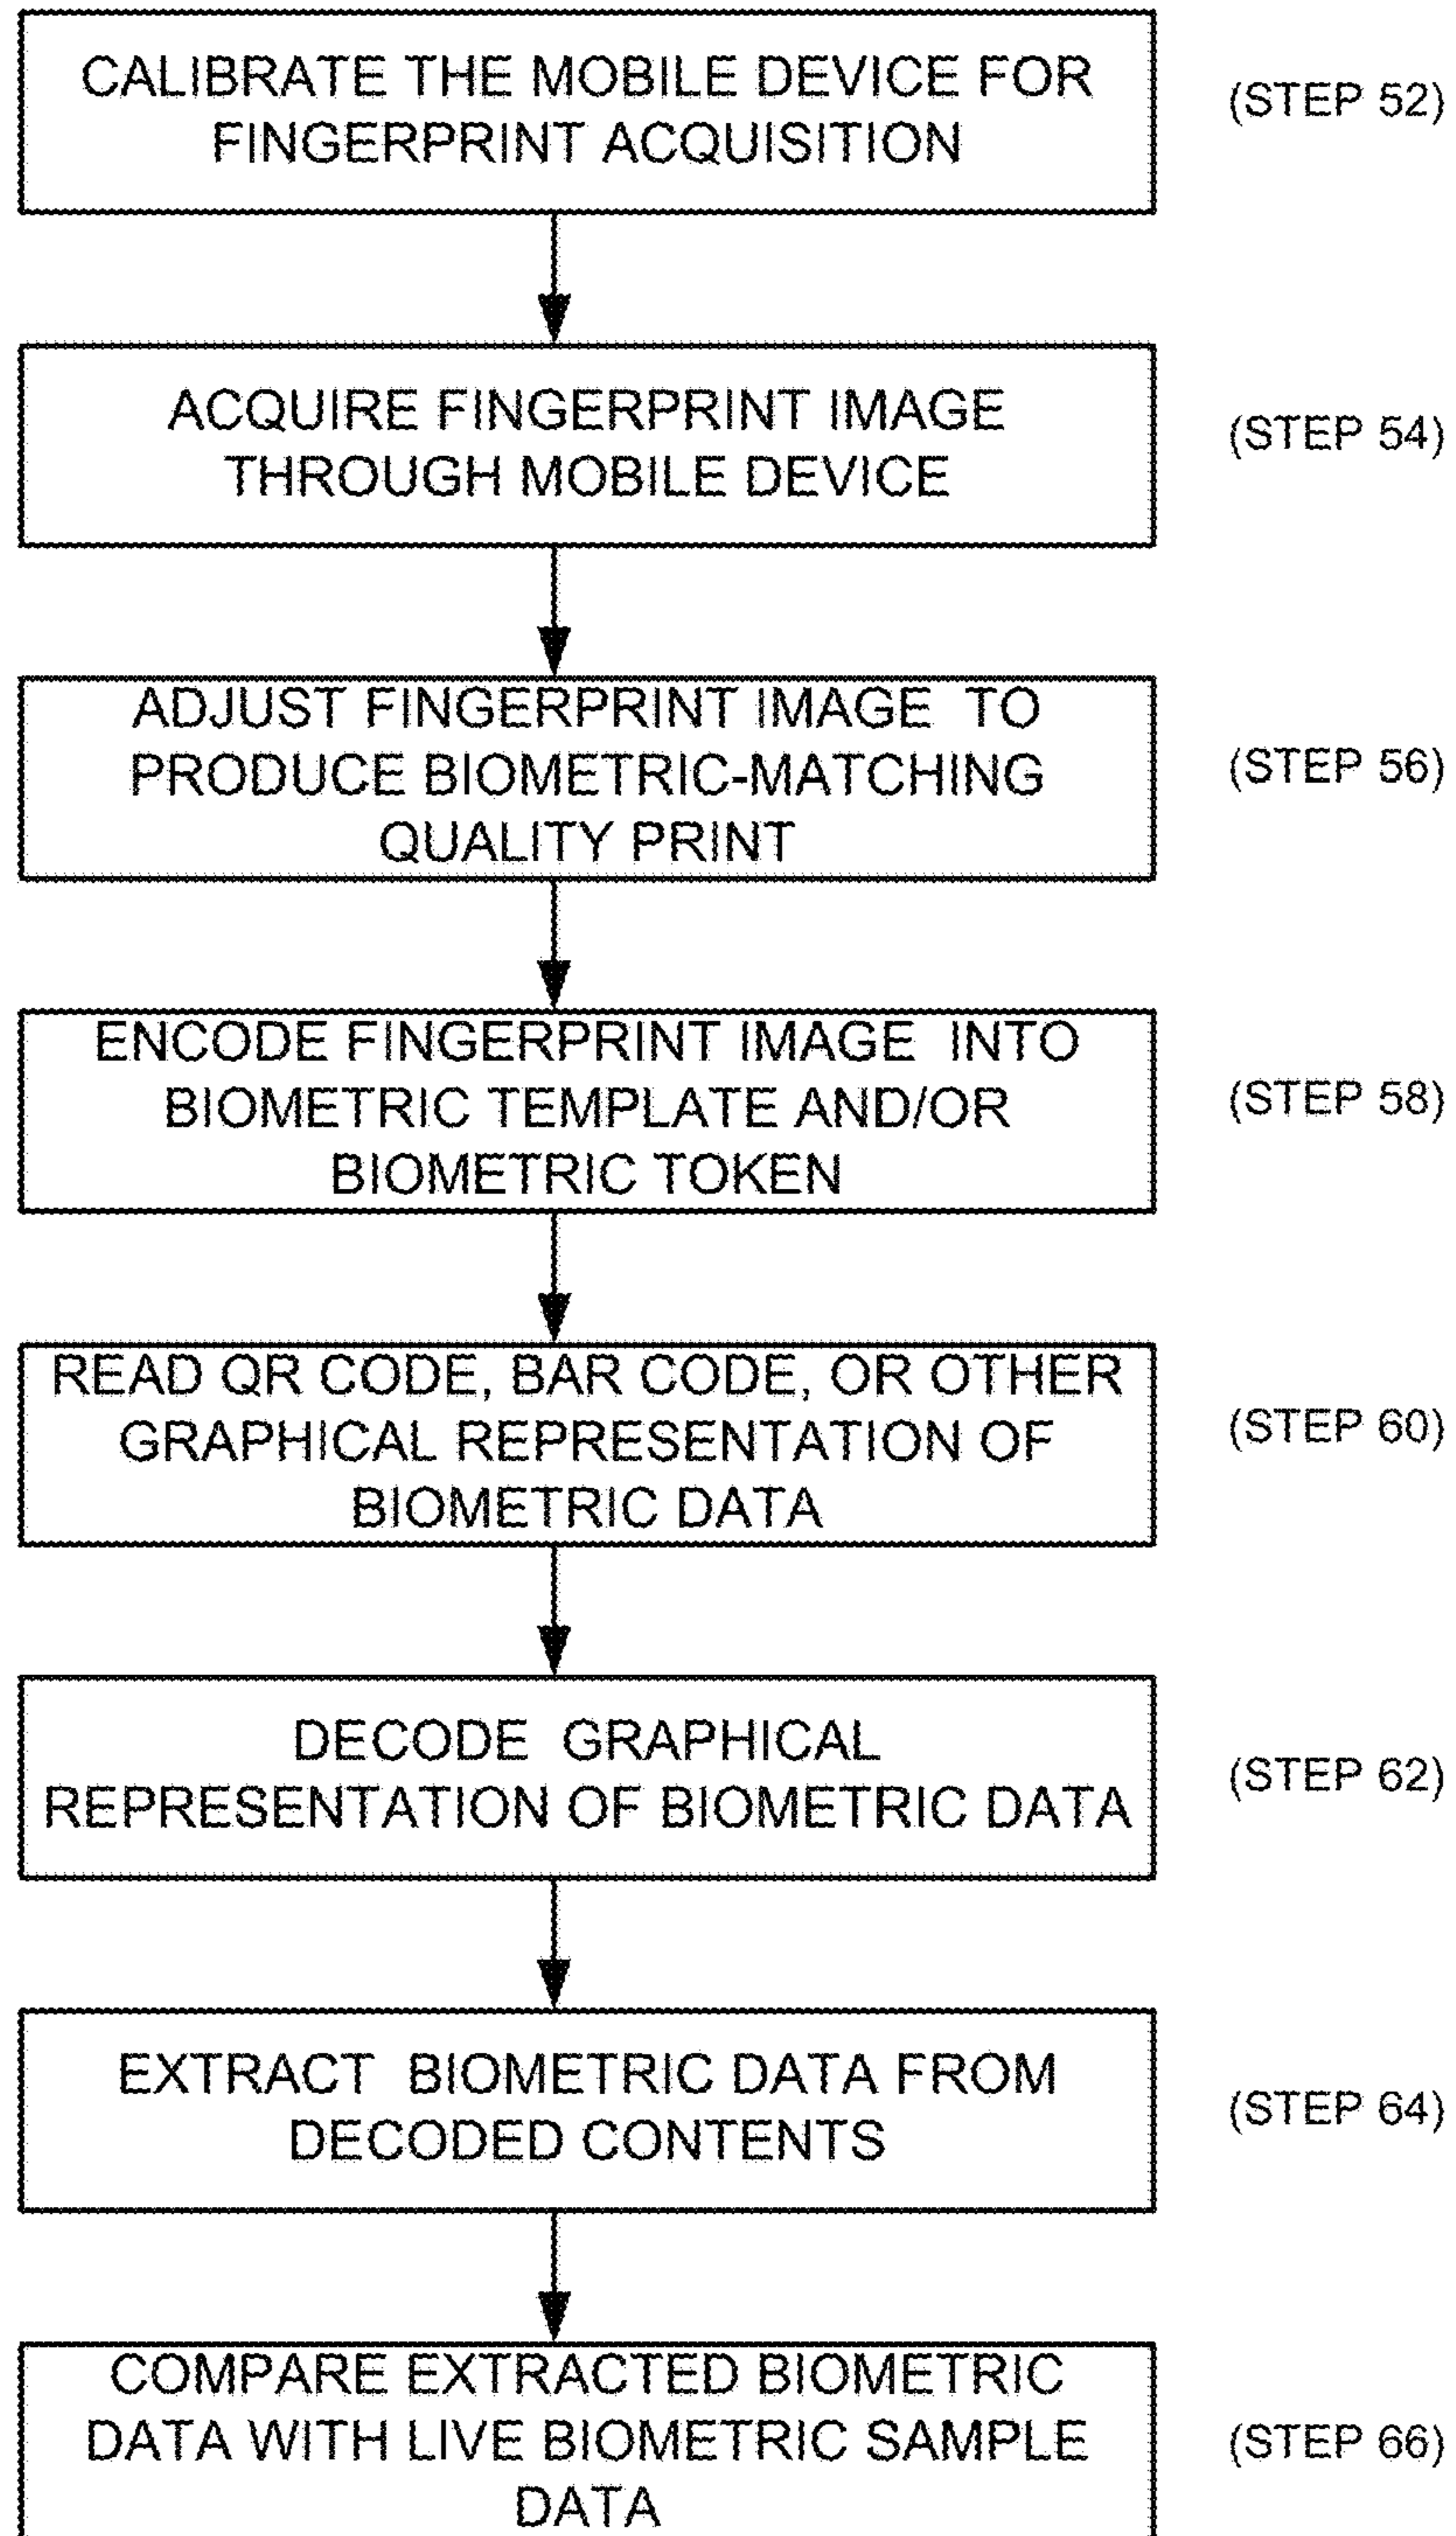 CALIBRATE THE MOBILE DEVICE FOR
FINGERPRINT ACQUISITION
(STEP 52)
ACQUIRE FINGERPRINT IMAGE
THROUGH MOBILE DEVICE
(STEP 54)
ADJUST FINGERPRINT IMAGE TO
PRODUCE BIOMETRIC-MATCHING
QUALITY PRINT
(STEP 56)
ENCODE FINGERPRINT IMAGE INTO
BIOMETRIC TEMPLATE AND/OR
BIOMETRIC TOKEN
(STEP 58)
READ QR CODE, BAR CODE, OR OTHER
GRAPHICAL REPRESENTATION OF
BIOMETRIC DATA
(STEP 60)
DECODE GRAPHICAL
REPRESENTATION OF BIOMETRIC DATA
(STEP 62)
EXTRACT BIOMETRIC DATA FROM
DECODED CONTENTS
(STEP 64)
COMPARE EXTRACTED BIOMETRIC
DATA WITH LIVE BIOMETRIC SAMPLE
DATA
(STEP 66)